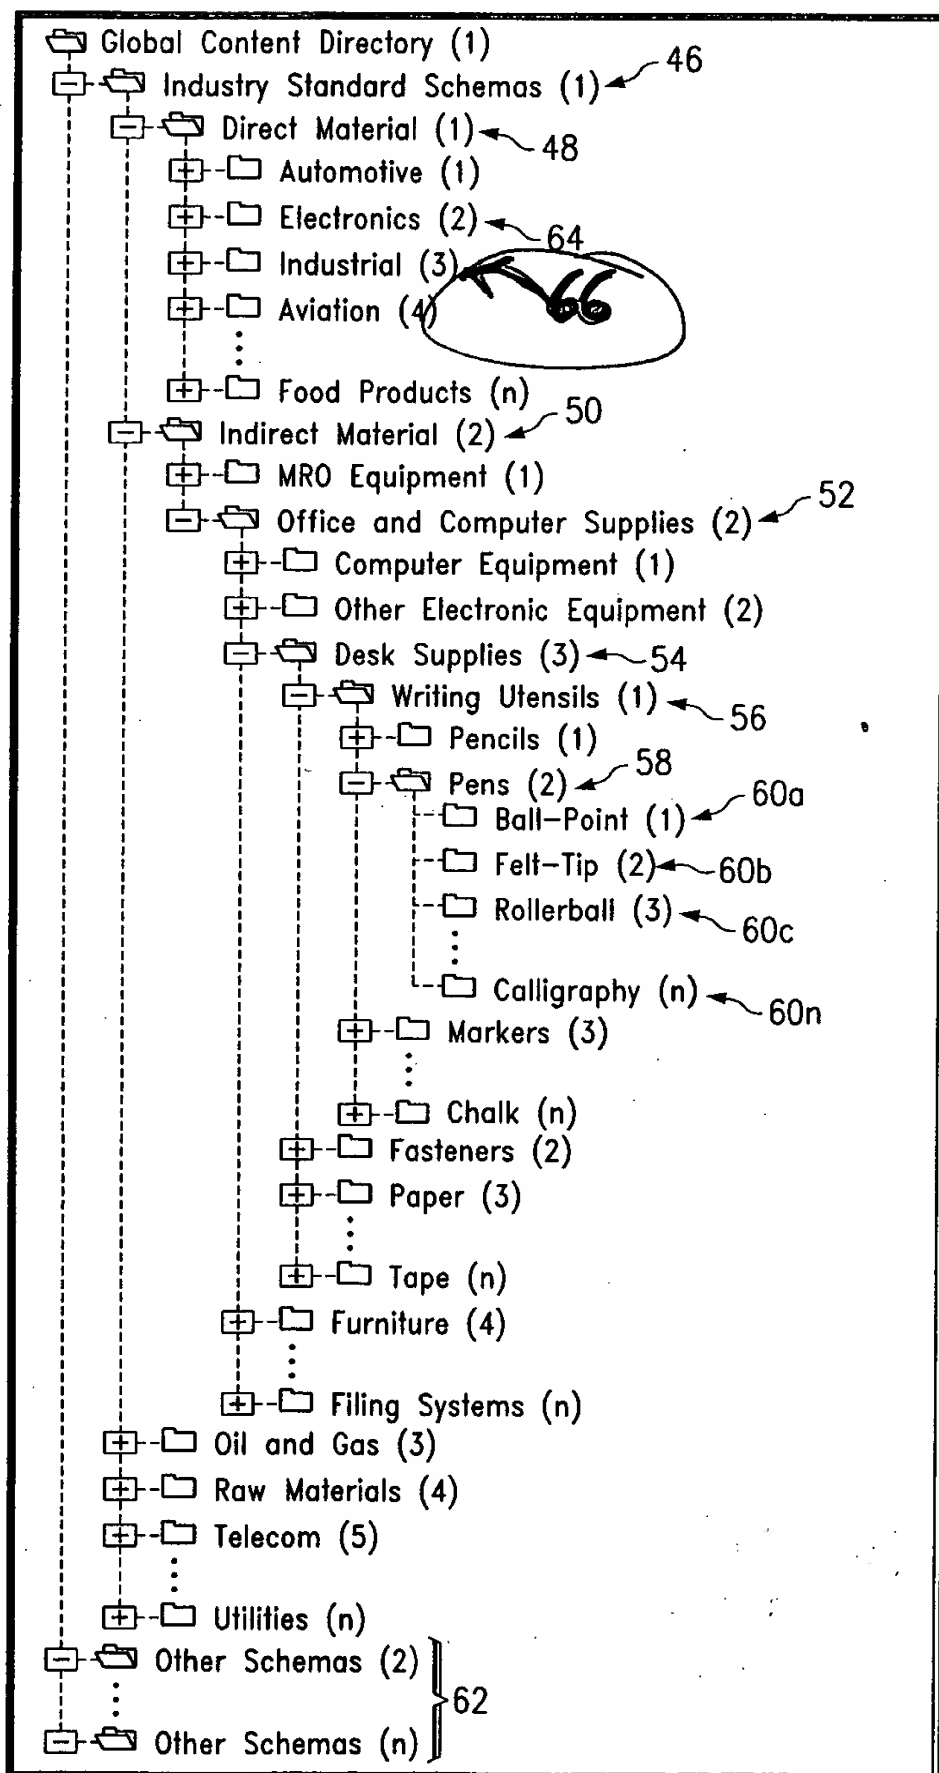 Global Content Directory (1)
Industry Standard Schemas (1) 46
Direct Material (1) 48
Automotive (1)
Electronics (2) 64
Industrial (3) 66
Aviation (4)
Food Products (n)
Indirect Material (2) 50
MRO Equipment (1)
Office and Computer Supplies (2) 52
Computer Equipment (1)
Other Electronic Equipment (2)
Desk Supplies (3) 54
Writing Utensils (1) 56
Pencils (1)
Pens (2) 58
Ball-Point (1) 60a
Felt-Tip (2) 60b
Rollerball (3) 60c
Calligraphy (n) 60n
Markers (3)
Chalk (n)
Fasteners (2)
Paper (3)
Tape (n)
Furniture (4)
Filing Systems (n)
Oil and Gas (3)
Raw Materials (4)
Telecom (5)
Utilities (n)
Other Schemas (2)
62
Other Schemas (n)